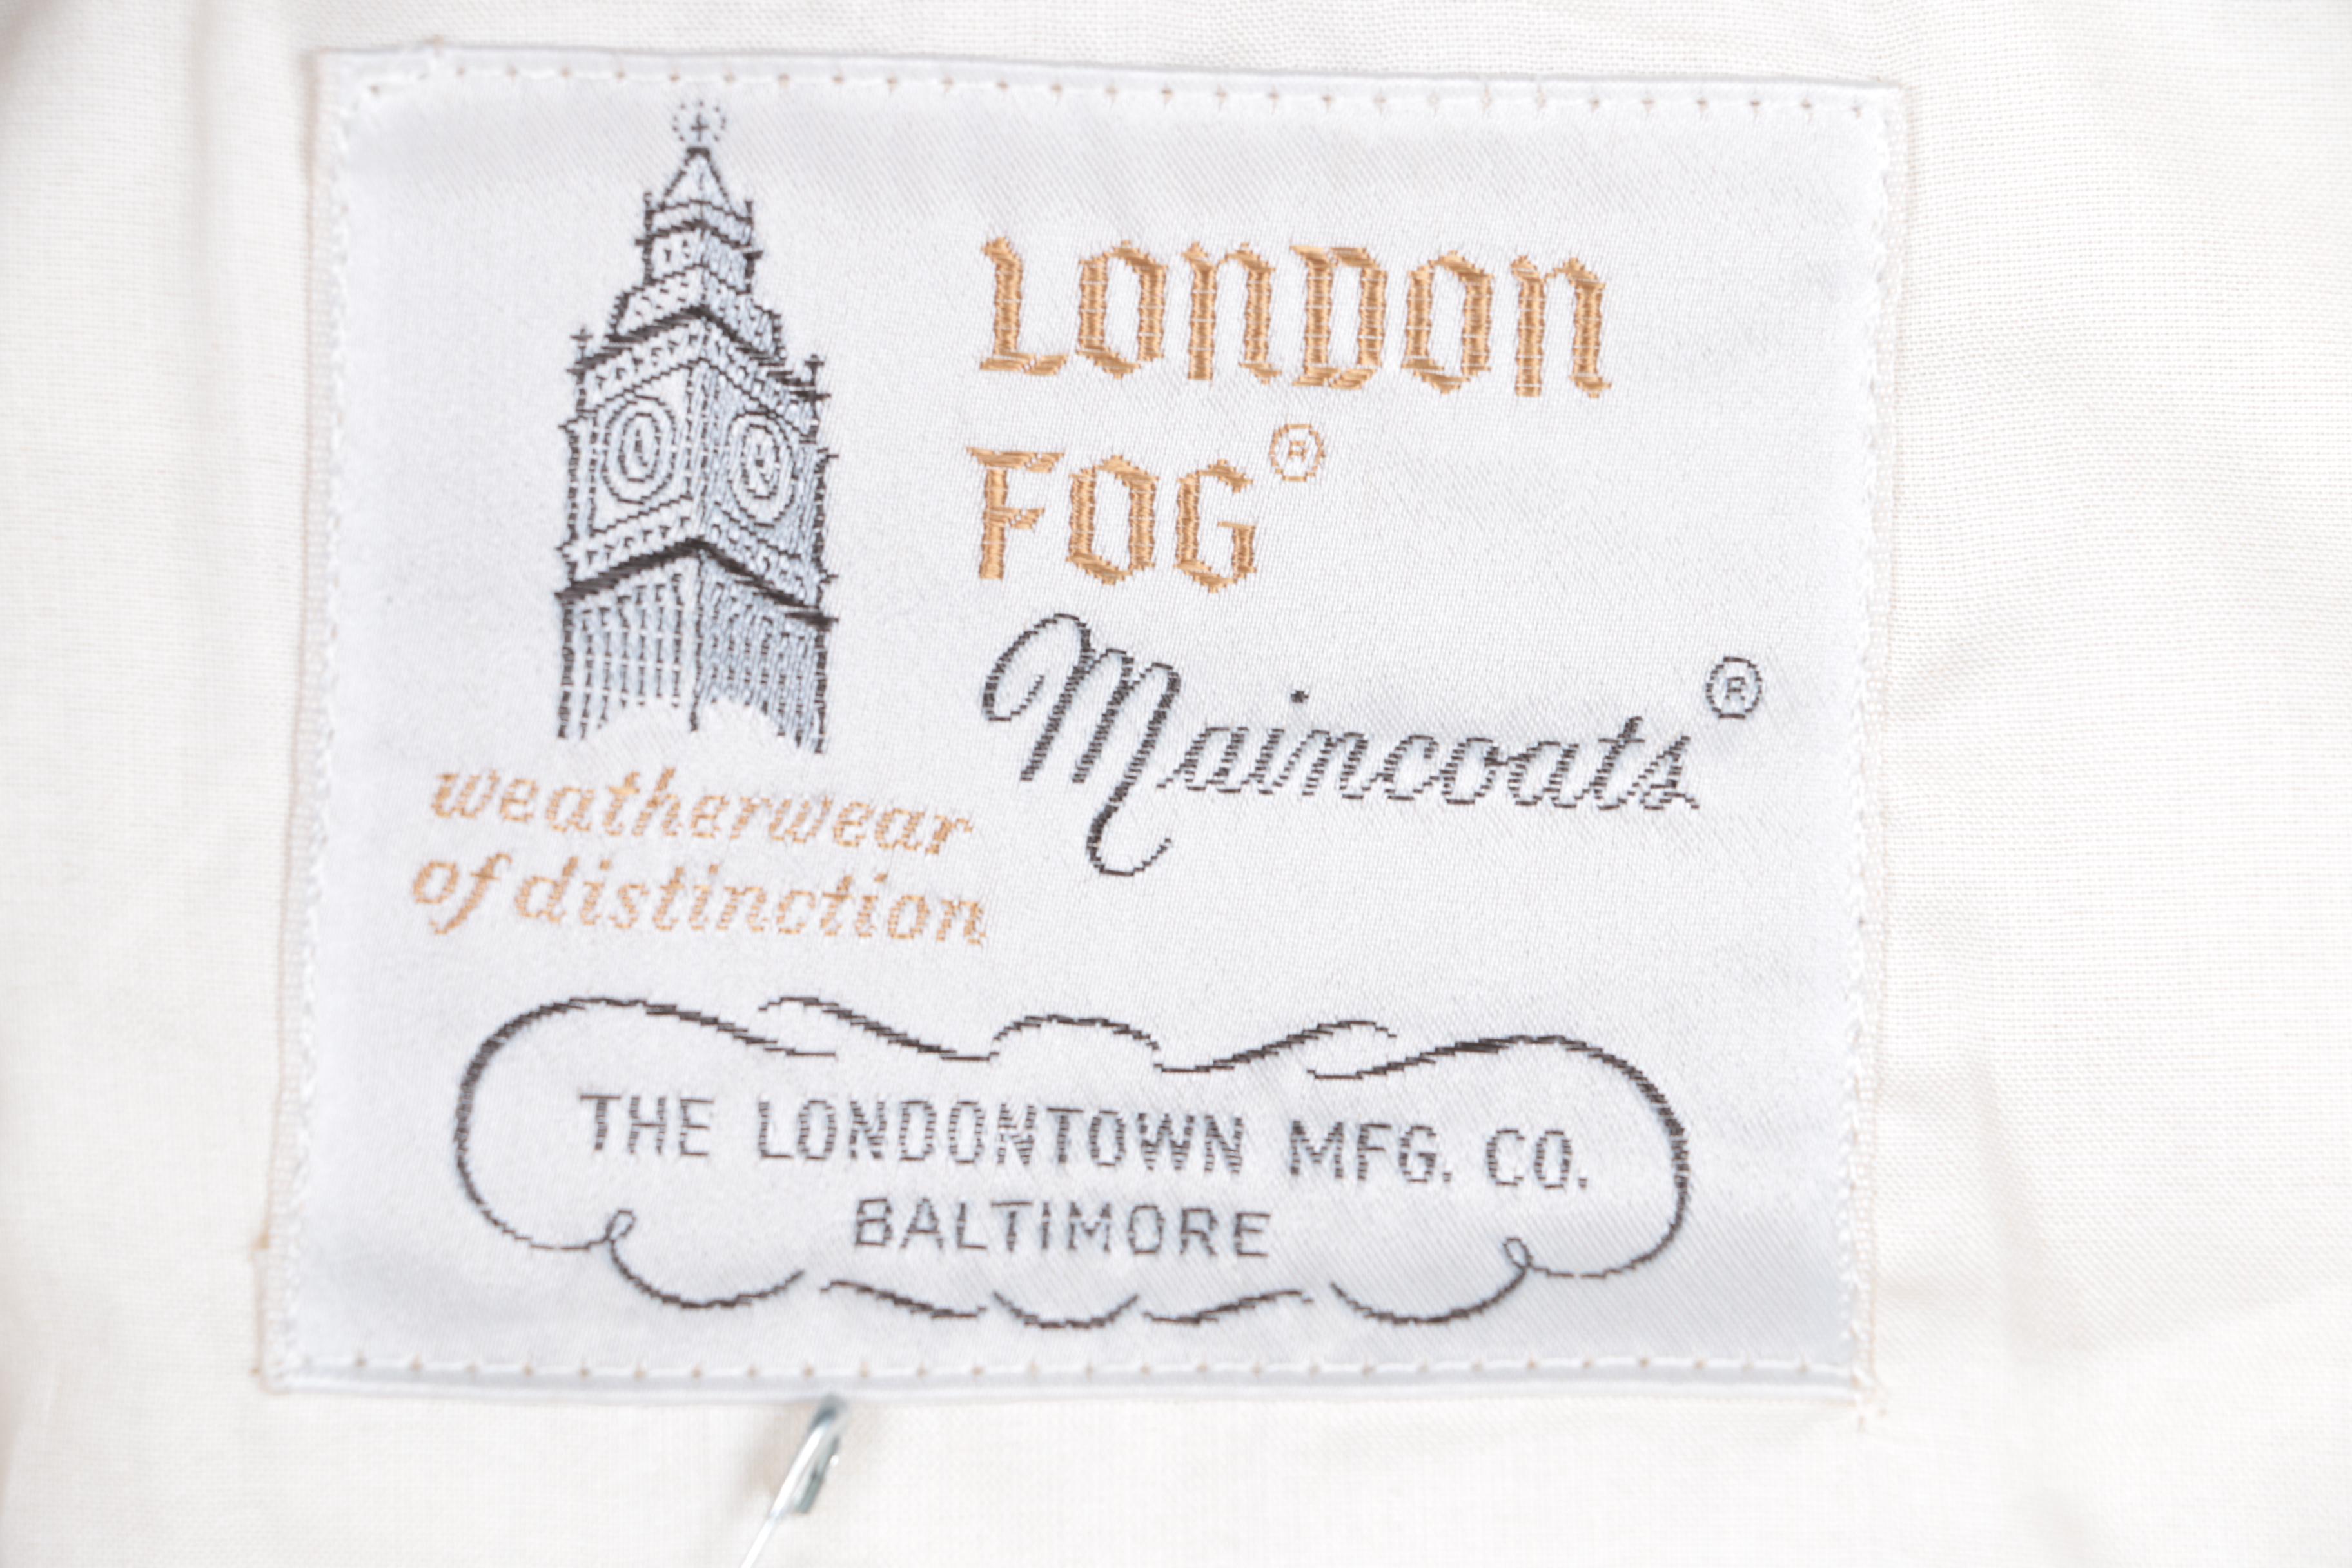 LONDON
FOG®
Maincoats®
weatherwear
of distinction
THE LONDONTOWN MFG. CO.
BALTIMORE